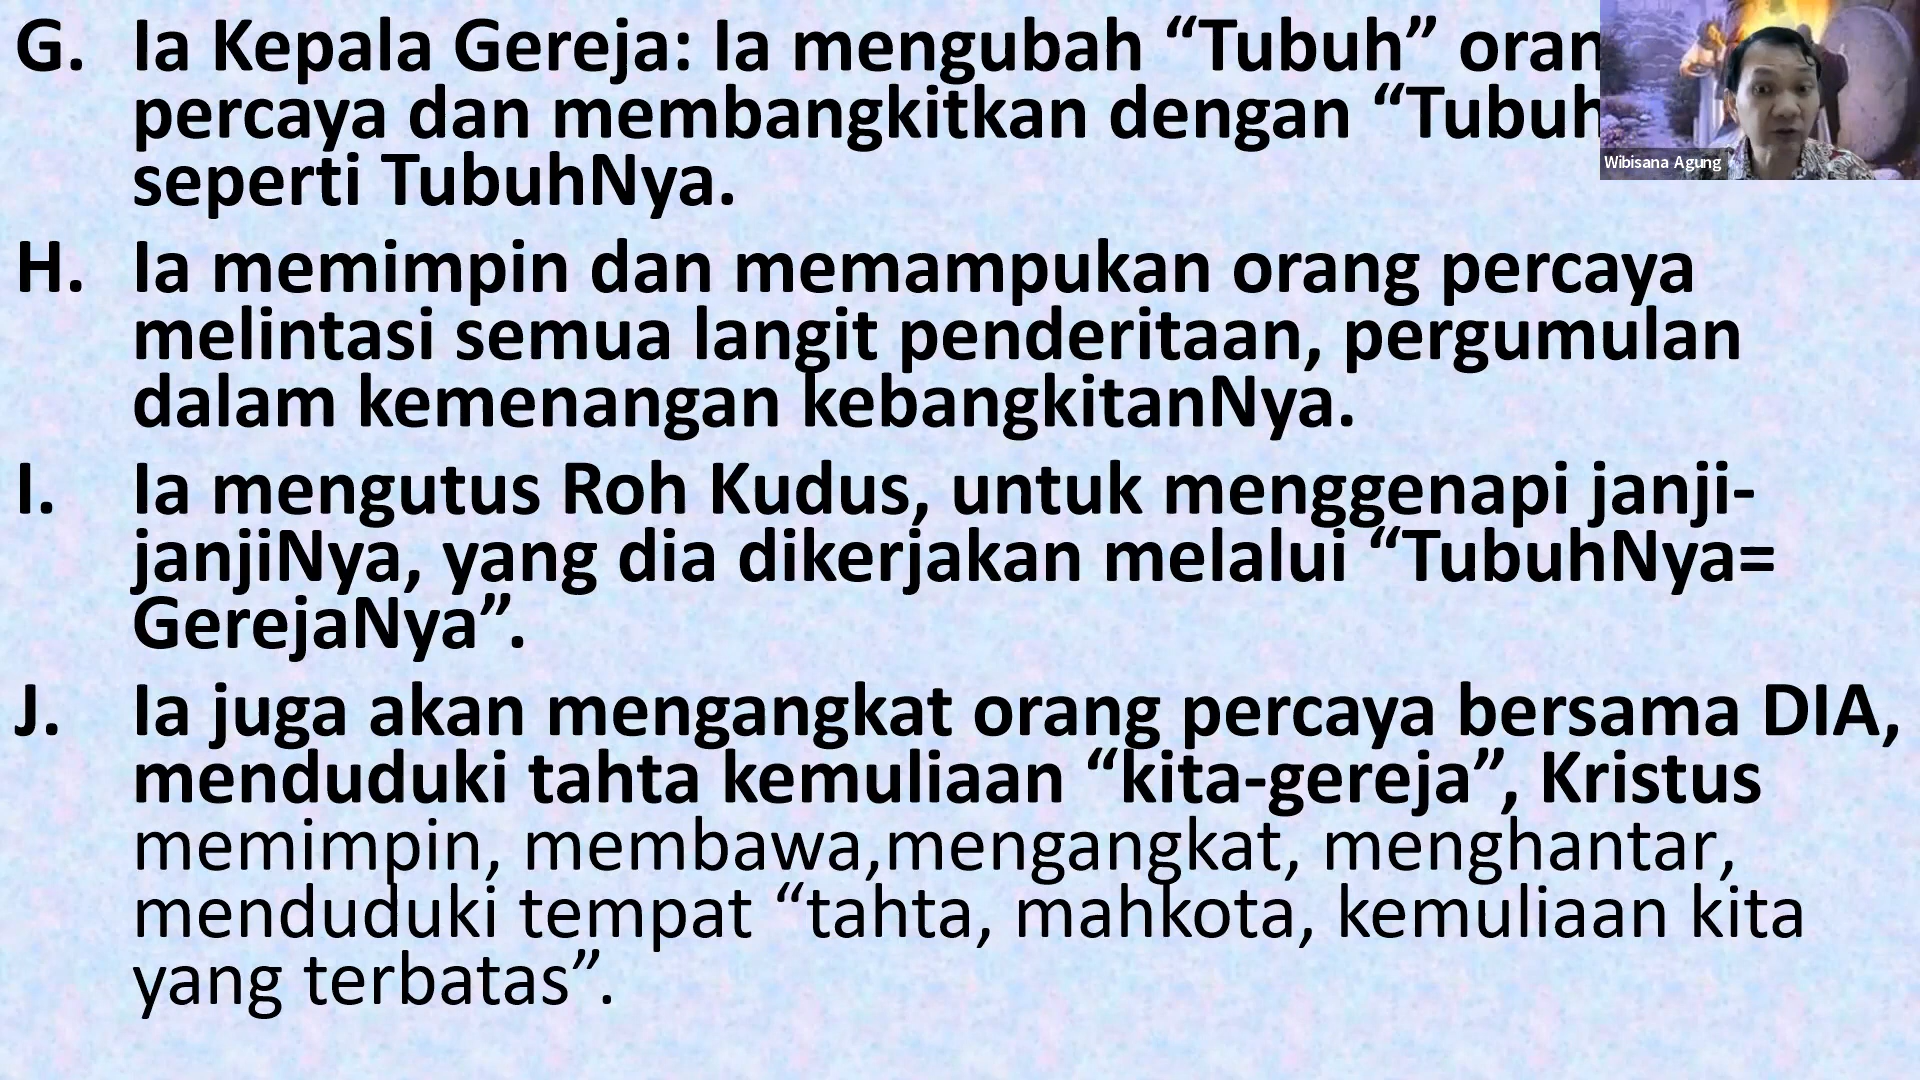 G. Ia Kepala Gereja: Ia mengubah “Tubuh”
percaya dan membangkitkan dengan “Tubuh
seperti TubuhNya.
Wibisana Agung
H. Ia memimpin dan memampukan orang percaya
melintasi semua langit penderitaan, pergumulan
dalam kemenangan kebangkitanNya.
I. Ia mengutus Roh Kudus, untuk menggenapi janji-
janjiNya, yang dia dikerjakan melalui “TubuhNya=
GerejaNya”.
J. Ia juga akan mengangkat orang percaya bersama DIA,
menduduki tahta kemuliaan “kita-gereja”, Kristus
memimpin, membawa,mengangkat, menghantar,
menduduki tempat “tahta, mahkota, kemuliaan kita
yang terbatas”.